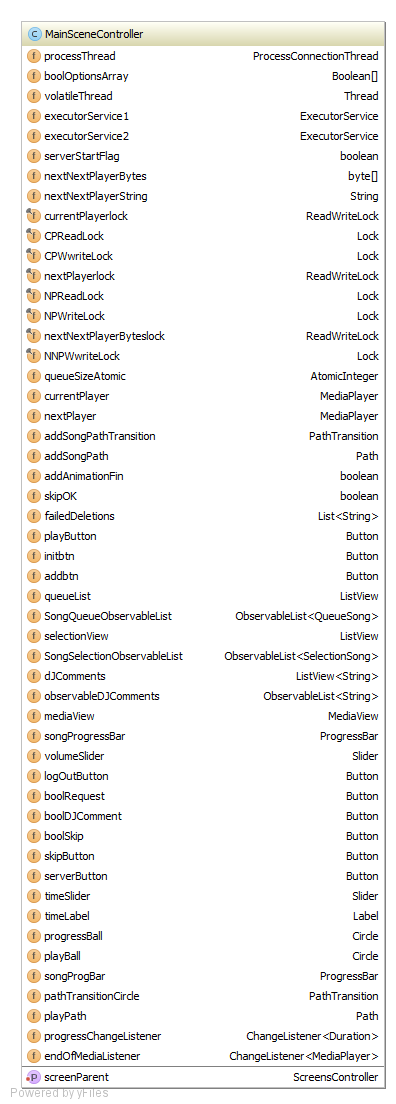 MainSceneController
processThread ProcessConnectionThread
boolOptionsArray Boolean[]
volatileThread Thread
executorService1 ExecutorService
executorService2 ExecutorService
serverStartFlag boolean
nextNextPlayerBytes byte[]
nextNextPlayerString String
currentPlayerlock ReadWriteLock
CPReadLock Lock
CPWwriteLock Lock
nextPlayerlock ReadWriteLock
NPReadLock Lock
NPWriteLock Lock
nextNextPlayerByteslock ReadWriteLock
NNPWwriteLock Lock
queueSizeAtomic AtomicInteger
currentPlayer MediaPlayer
nextPlayer MediaPlayer
addSongPathTransition PathTransition
addSongPath Path
addAnimationFin boolean
skipOK boolean
failedDeletions List<String>
playButton Button
initbtn Button
addbtn Button
queueList ListView
SongQueueObservableList ObservableList<QueueSong>
selectionView ListView
SongSelectionObservableList ObservableList<SelectionSong>
dJComments ListView<String>
observableDJComments ObservableList<String>
mediaView MediaView
songProgressBar ProgressBar
volumeSlider Slider
logOutButton Button
boolRequest Button
boolDJComment Button
boolSkip Button
skipButton Button
serverButton Button
timeSlider Slider
timeLabel Label
progressBall Circle
playBall Circle
songProgBar ProgressBar
pathTransitionCircle PathTransition
playPath Path
progressChangeListener ChangeListener<Duration>
endOfMediaListener ChangeListener<MediaPlayer>
screenParent ScreensController
Powered by yFiles